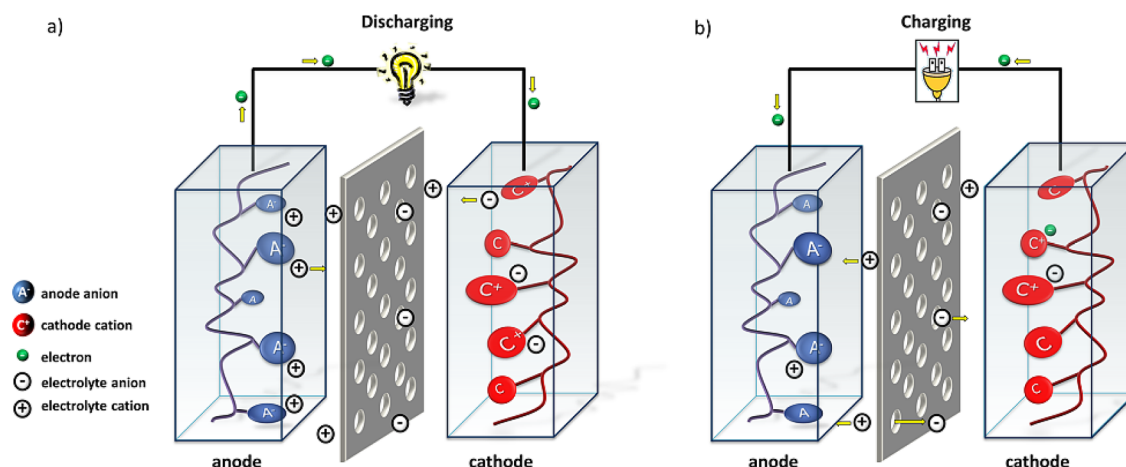 a)
Discharging
b)
Charging
A⁻
A⁻
A
A⁻
A⁻
C⁺
C
C⁺
C⁺
C
A
A⁻
A
A⁻
A⁻
C⁺
C⁺
C
C
A⁻ anode anion
C⁺ cathode cation
- electron
- electrolyte anion
+ electrolyte cation
anode
cathode
anode
cathode